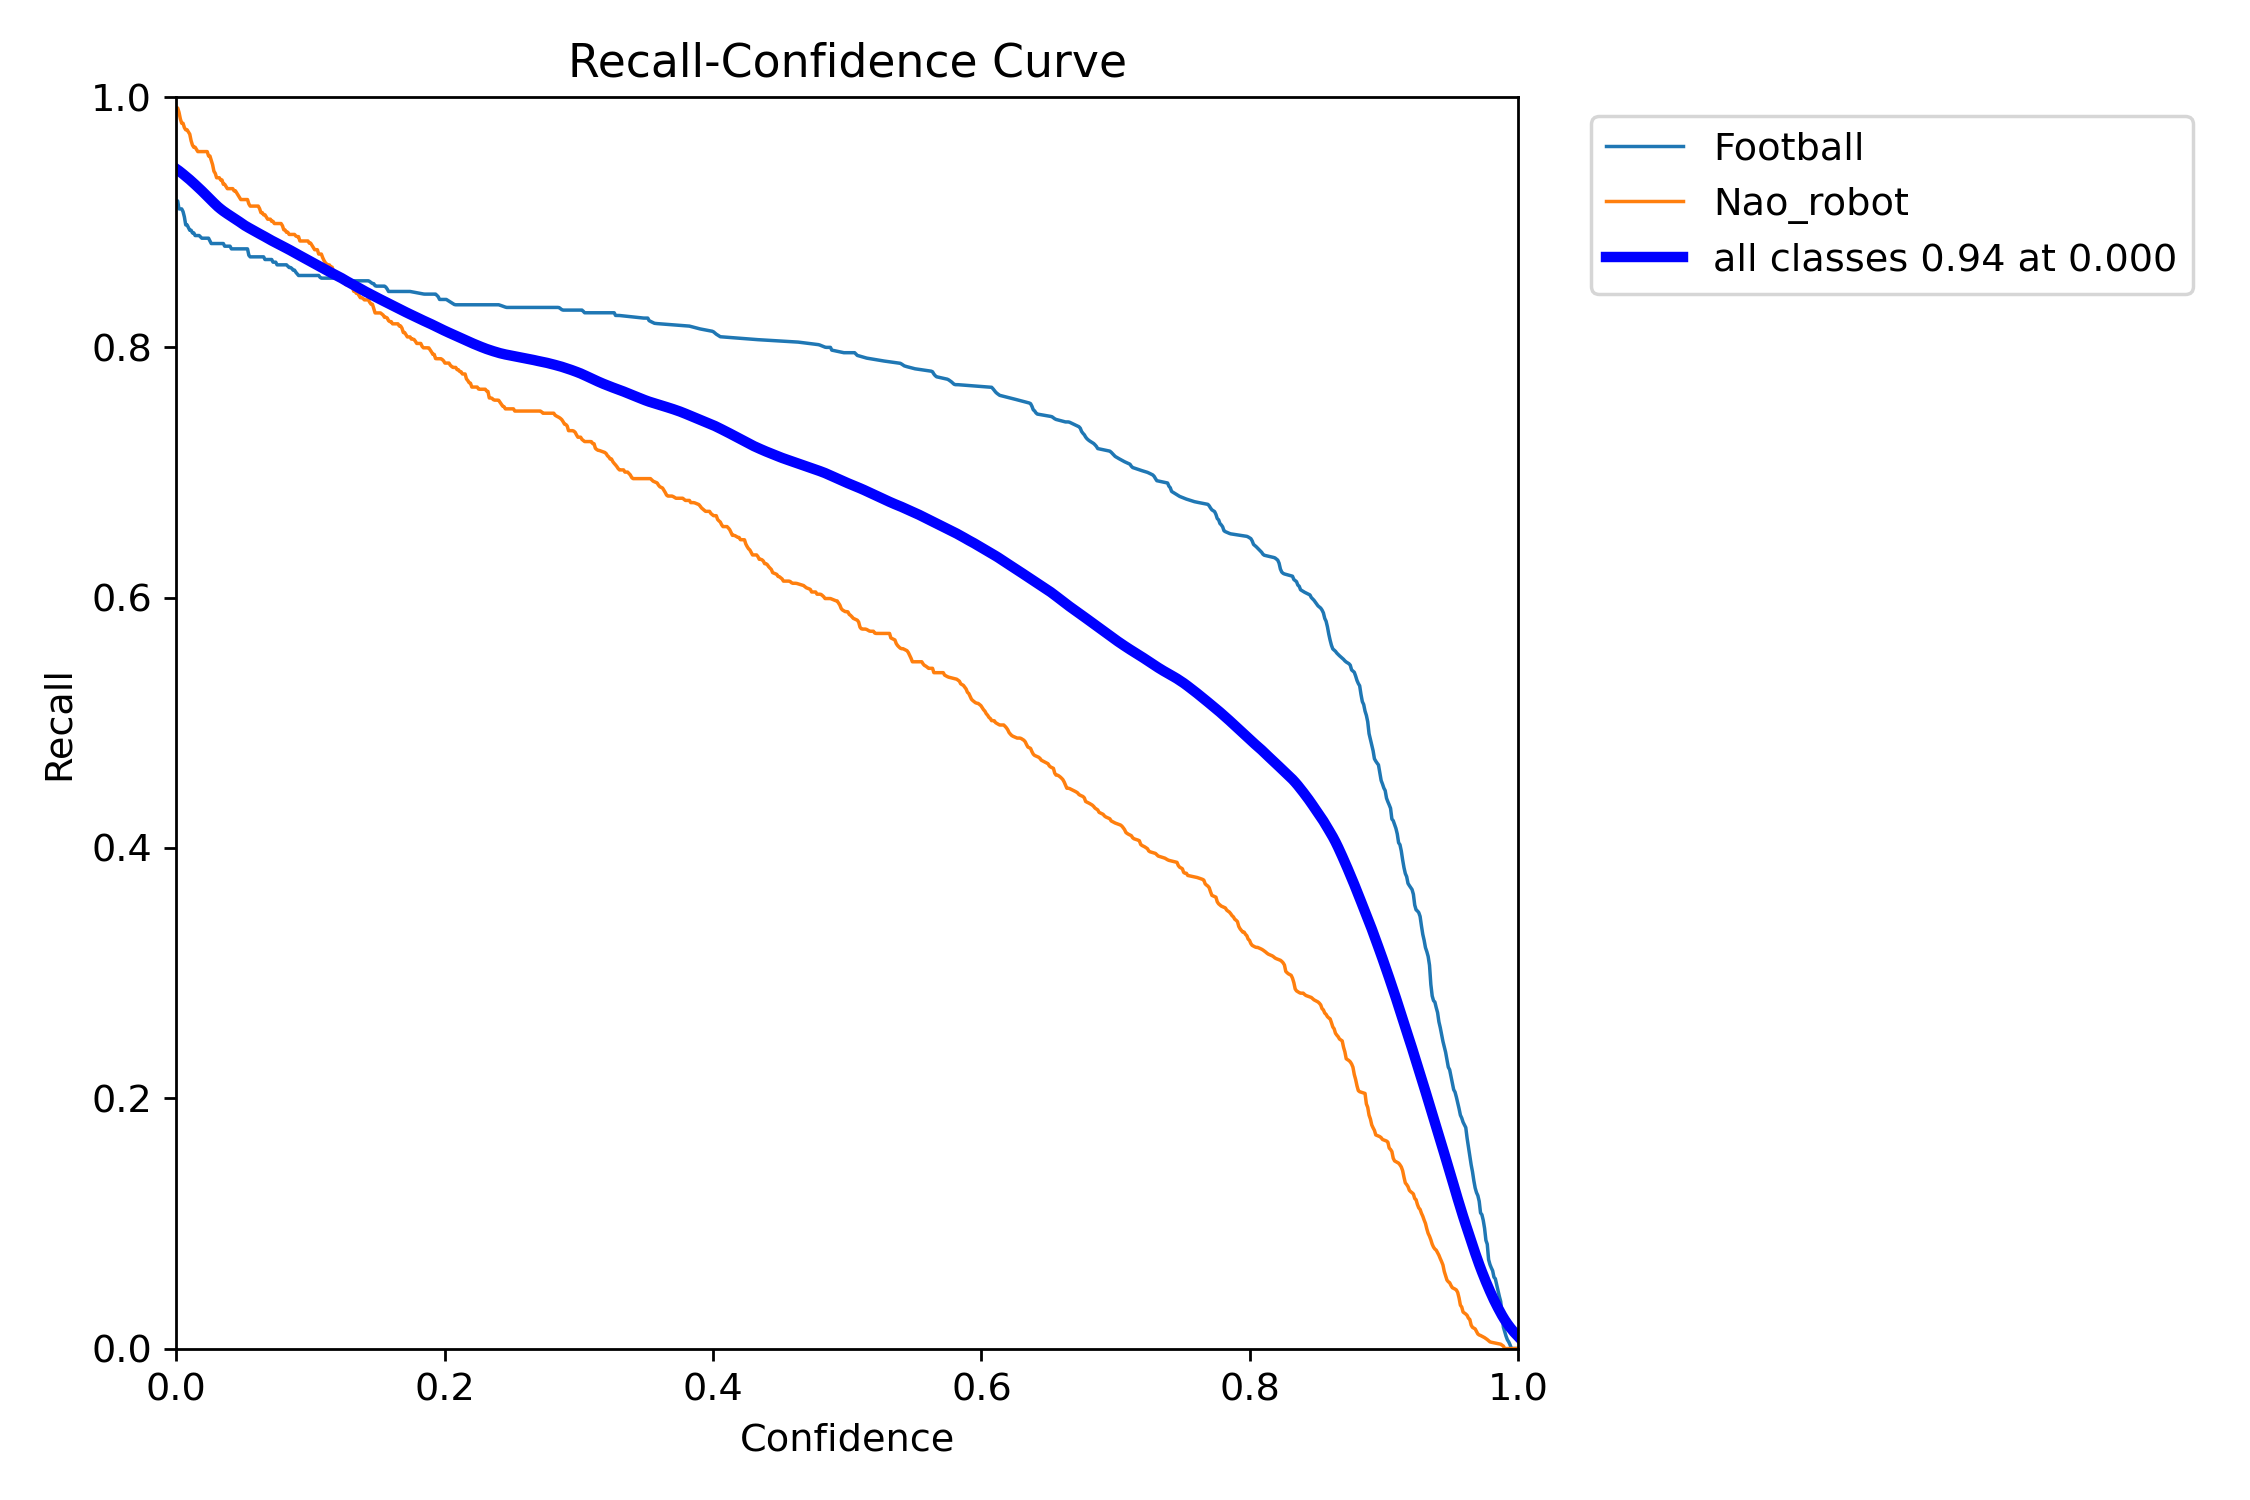 Recall-Confidence Curve
1.0
0.8
0.6
0.4
0.2
0.0
Recall
0.0 0.2 0.4 0.6 0.8 1.0
Confidence
Football
Nao_robot
all classes 0.94 at 0.000